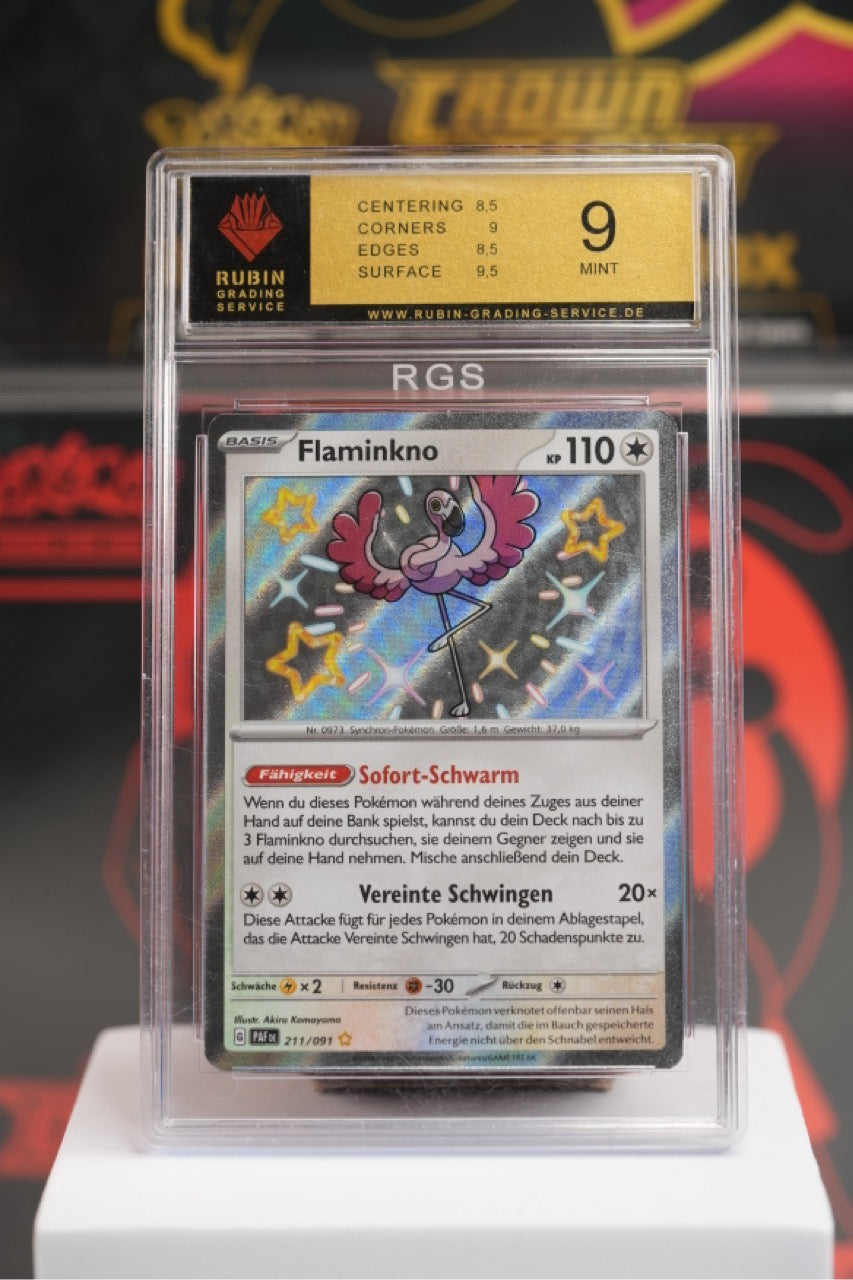 Pokémon
CROWN
RUBIN
GRADING
SERVICE
CENTERING 8,5
CORNERS 9
EDGES 8,5
SURFACE 9,5
9
MINT
WWW.RUBIN-GRADING-SERVICE.DE
RGS
BASIS Flaminkno KP 110
Nr. 0973 Synchron-Pokémon Größe: 1,6 m Gewicht: 37,0 kg
Fähigkeit Sofort-Schwarm
Wenn du dieses Pokémon während deines Zuges aus deiner
Hand auf deine Bank spielst, kannst du dein Deck nach bis zu
3 Flaminkno durchsuchen, sie deinem Gegner zeigen und sie
auf deine Hand nehmen. Mische anschließend dein Deck.
Vereinte Schwingen 20×
Diese Attacke fügt für jedes Pokémon in deinem Ablagestapel,
das die Attacke Vereinte Schwingen hat, 20 Schadenspunkte zu.
Schwäche ×2 Resistenz -30 Rückzug
Illustr. Akira Komayama
G PAF DE 211/091
Dieses Pokémon verknotet offenbar seinen Hals
am Ansatz, damit die im Bauch gespeicherte
Energie nicht über den Schnabel entweicht.